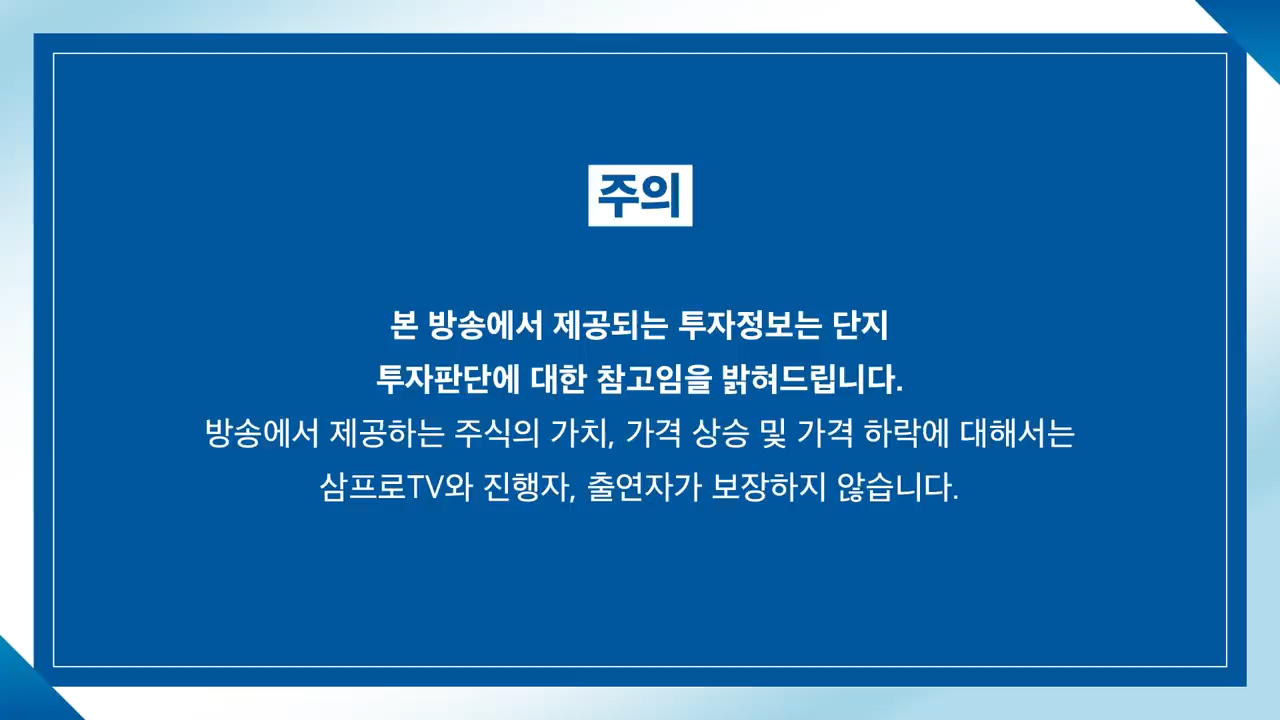 주의
본 방송에서 제공되는 투자정보는 단지
투자판단에 대한 참고임을 밝혀드립니다.
방송에서 제공하는 주식의 가치, 가격 상승 및 가격 하락에 대해서는
삼프로TV와 진행자, 출연자가 보장하지 않습니다.